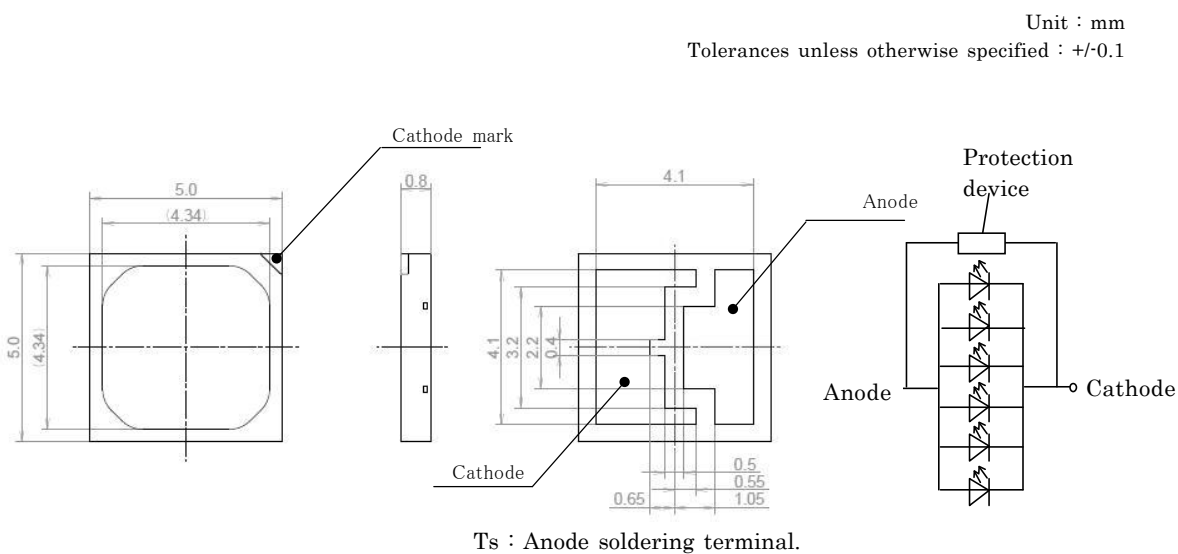 Unit : mm
Tolerances unless otherwise specified : +/-0.1
Cathode mark
5.0
(4.34)
5.0
(4.34)
0.8
4.1
Anode
4.1
3.2
2.2
0.4
Cathode
0.5
0.55
0.65
1.05
Protection
device
Anode
Cathode
Ts : Anode soldering terminal.